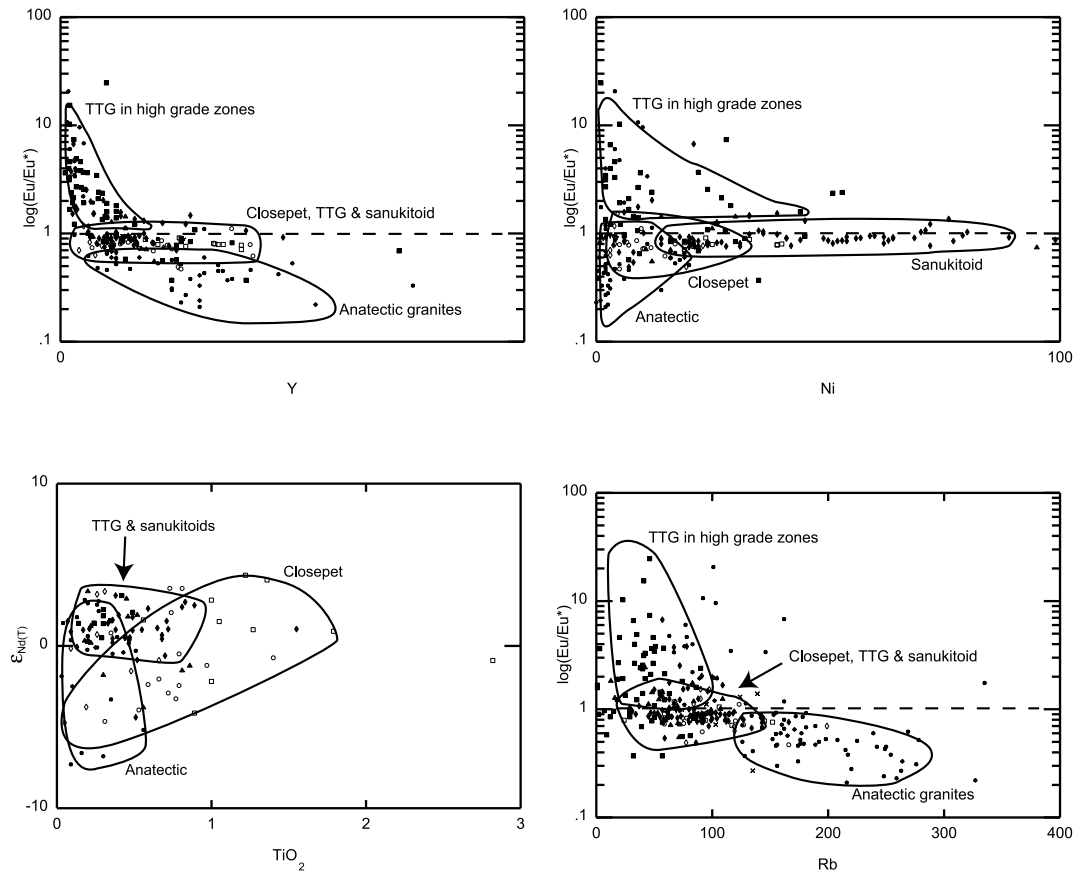 100
10
1
.1
log(Eu/Eu*)
TTG in high grade zones
Closepet, TTG & sanukitoid
Anatectic granites
0
Y
100
10
1
.1
log(Eu/Eu*)
TTG in high grade zones
Sanukitoid
Closepet
Anatectic
0
100
Ni
10
0
-10
εNd(T)
TTG & sanukitoids
Closepet
Anatectic
0
1
2
3
TiO2
100
10
1
.1
log(Eu/Eu*)
TTG in high grade zones
Closepet, TTG & sanukitoid
Anatectic granites
0
100
200
300
400
Rb